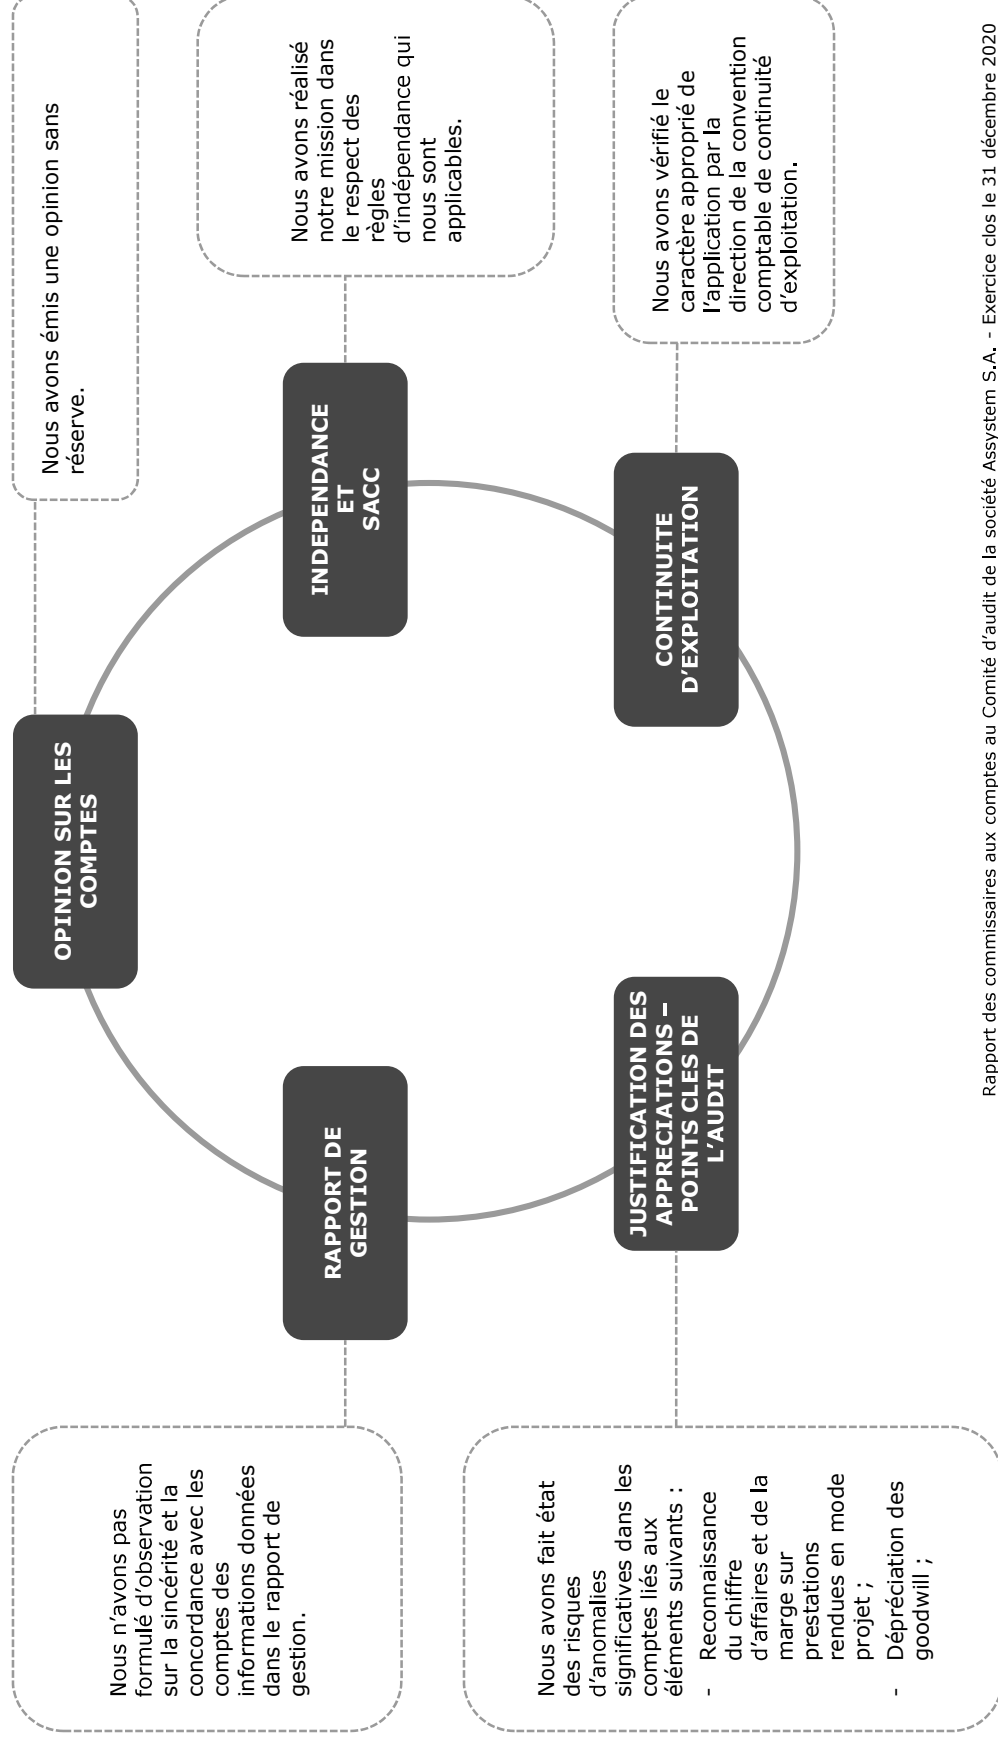 OPINION SUR LES
COMPTES
Nous avons émis une opinion sans
réserve.
RAPPORT DE
GESTION
Nous n'avons pas
formulé d'observation
sur la sincérité et la
concordance avec les
comptes des
informations données
dans le rapport de
gestion.
INDEPENDANCE
ET
SACC
Nous avons réalisé
notre mission dans
le respect des
règles
d'indépendance qui
nous sont
applicables.
JUSTIFICATION DES
APPRECIATIONS –
POINTS CLES DE
L'AUDIT
Nous avons fait état
des risques
d'anomalies
significatives dans les
comptes liés aux
éléments suivants :
- Reconnaissance
du chiffre
d'affaires et de la
marge sur
prestations
rendues en mode
projet ;
- Dépréciation des
goodwill ;
CONTINUITE
D'EXPLOITATION
Nous avons vérifié le
caractère approprié de
l'application par la
direction de la convention
comptable de continuité
d'exploitation.
Rapport des commissaires aux comptes au Comité d'audit de la société Assystem S.A. - Exercice clos le 31 décembre 2020